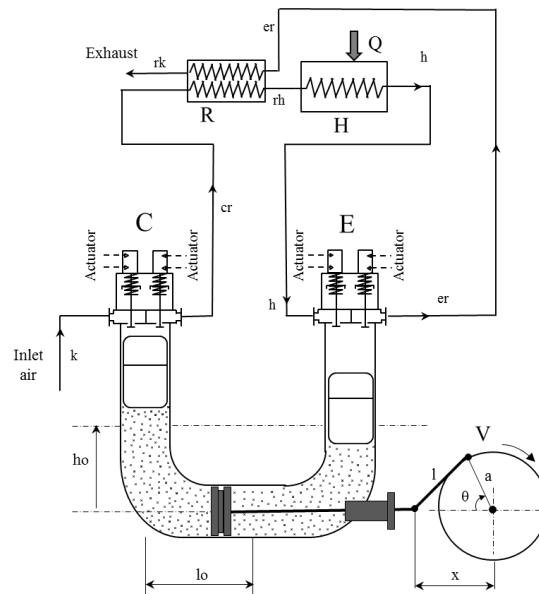 er
Exhaust
rk
Q
h
R
rh
H
C
cr
E
Actuator
Actuator
Actuator
Actuator
h
er
Inlet
air
k
ho
V
l
a
θ
lo
x